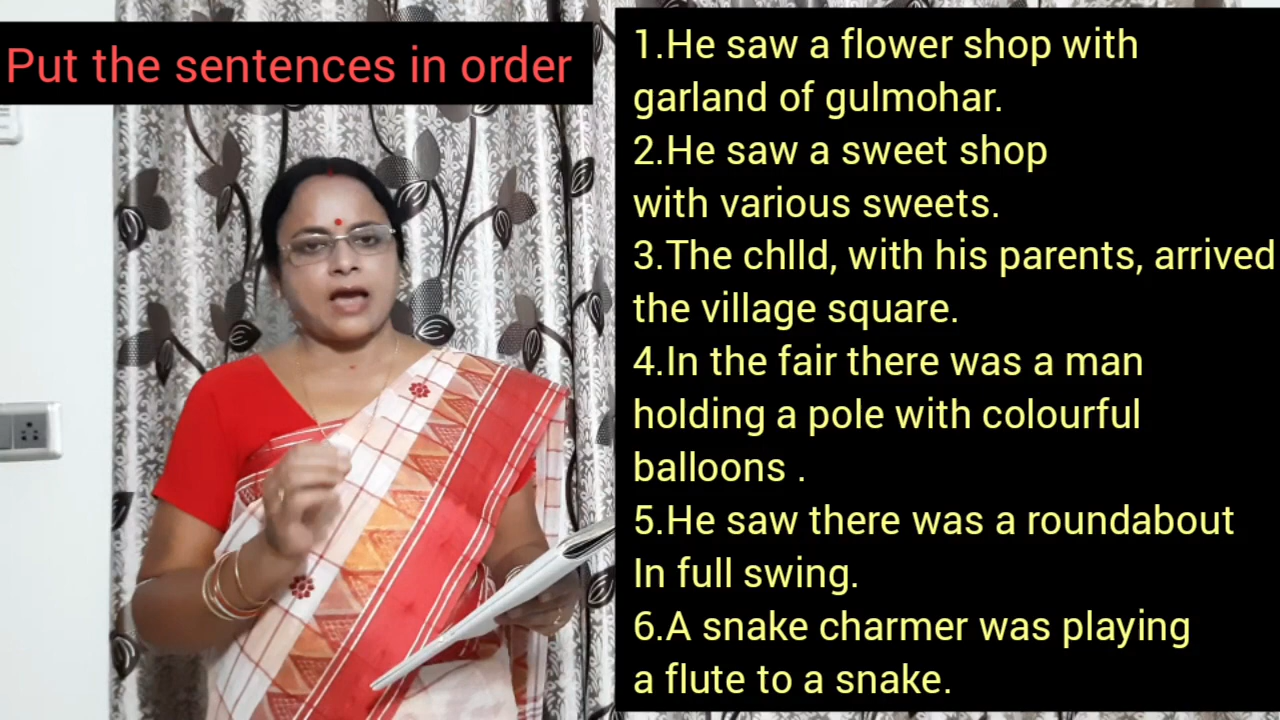 Put the sentences in order
1.He saw a flower shop with
garland of gulmohar.
2.He saw a sweet shop
with various sweets.
3.The chlld, with his parents, arrived
the village square.
4.In the fair there was a man
holding a pole with colourful
balloons .
5.He saw there was a roundabout
In full swing.
6.A snake charmer was playing
a flute to a snake.